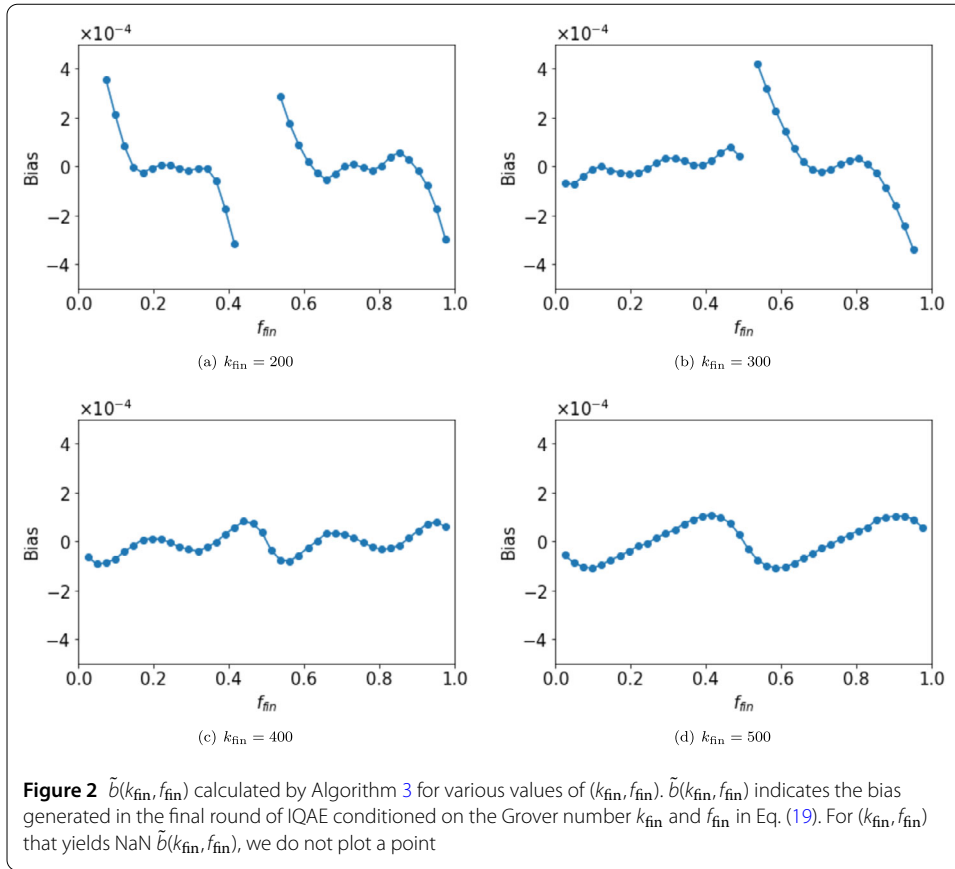 ×10⁻⁴
4
2
0
−2
−4
Bias
0.0 0.2 0.4 0.6 0.8 1.0
f_fin
(a) k_fin = 200
×10⁻⁴
4
2
0
−2
−4
Bias
0.0 0.2 0.4 0.6 0.8 1.0
f_fin
(b) k_fin = 300
×10⁻⁴
4
2
0
−2
−4
Bias
0.0 0.2 0.4 0.6 0.8 1.0
f_fin
(c) k_fin = 400
×10⁻⁴
4
2
0
−2
−4
Bias
0.0 0.2 0.4 0.6 0.8 1.0
f_fin
(d) k_fin = 500
Figure 2 b̃(k_fin, f_fin) calculated by Algorithm 3 for various values of (k_fin, f_fin). b̃(k_fin, f_fin) indicates the bias
generated in the final round of IQAE conditioned on the Grover number k_fin and f_fin in Eq. (19). For (k_fin, f_fin)
that yields NaN b̃(k_fin, f_fin), we do not plot a point